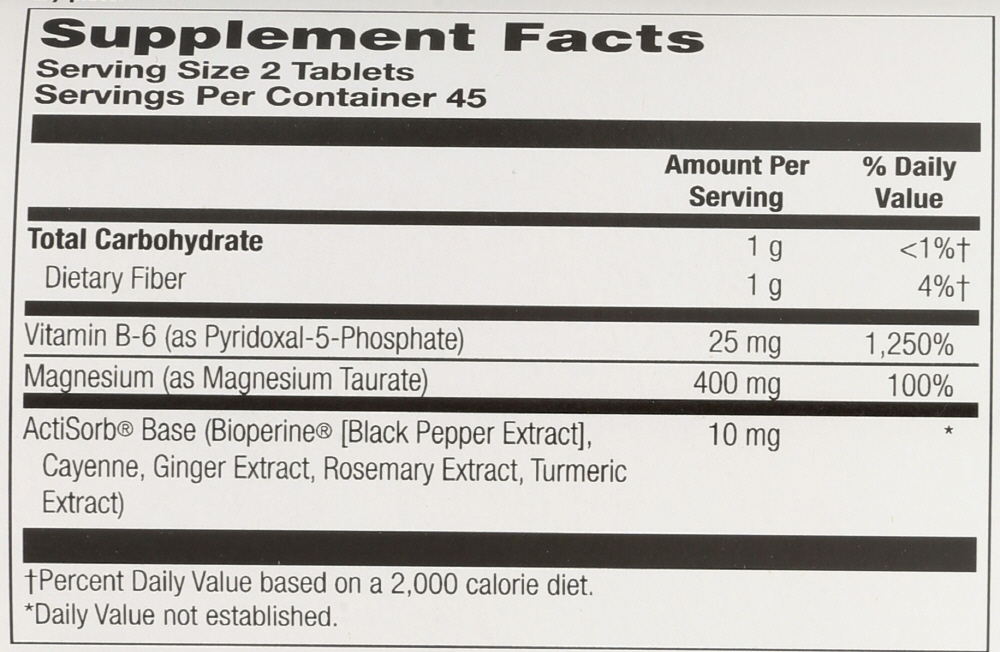 Supplement Facts
Serving Size 2 Tablets
Servings Per Container 45
Amount Per Serving % Daily Value
Total Carbohydrate 1 g <1%†
Dietary Fiber 1 g 4%†
Vitamin B-6 (as Pyridoxal-5-Phosphate) 25 mg 1,250%
Magnesium (as Magnesium Taurate) 400 mg 100%
ActiSorb® Base (Bioperine® [Black Pepper Extract], 10 mg *
Cayenne, Ginger Extract, Rosemary Extract, Turmeric
Extract)
†Percent Daily Value based on a 2,000 calorie diet.
*Daily Value not established.